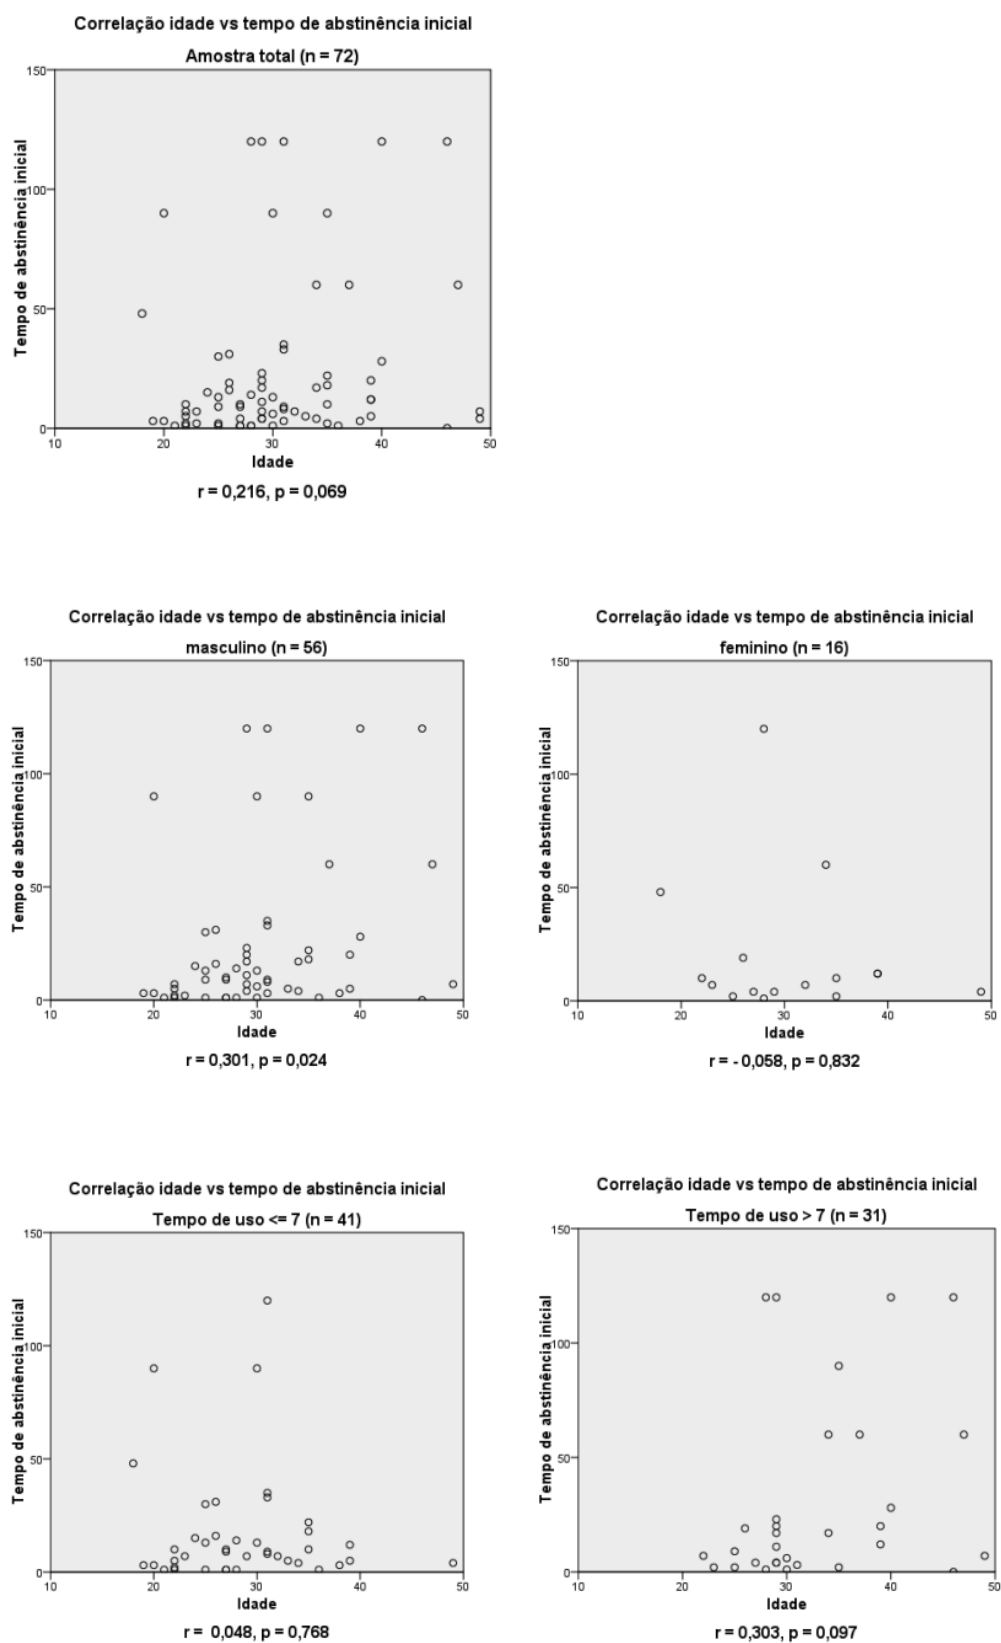 Correlação idade vs tempo de abstinência inicial
Amostra total (n = 72)
Tempo de abstinência inicial
150
100
50
0
10 20 30 40 50
Idade
r = 0,216, p = 0,069
Correlação idade vs tempo de abstinência inicial
masculino (n = 56)
Tempo de abstinência inicial
150
100
50
0
10 20 30 40 50
Idade
r = 0,301, p = 0,024
Correlação idade vs tempo de abstinência inicial
feminino (n = 16)
Tempo de abstinência inicial
150
100
50
0
10 20 30 40 50
Idade
r = - 0,058, p = 0,832
Correlação idade vs tempo de abstinência inicial
Tempo de uso <= 7 (n = 41)
Tempo de abstinência inicial
150
100
50
0
10 20 30 40 50
Idade
r = 0,048, p = 0,768
Correlação idade vs tempo de abstinência inicial
Tempo de uso > 7 (n = 31)
Tempo de abstinência inicial
150
100
50
0
10 20 30 40 50
Idade
r = 0,303, p = 0,097